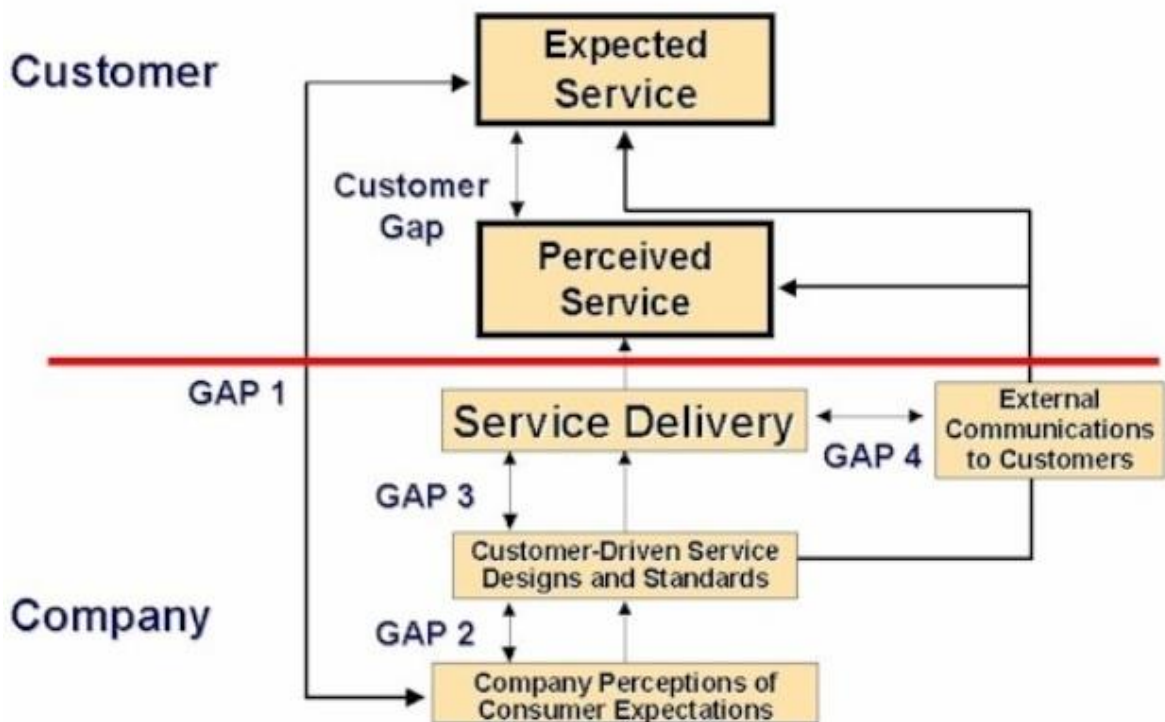 Customer
Expected
Service
Customer
Gap
Perceived
Service
GAP 1
Service Delivery
GAP 4
External
Communications
to Customers
GAP 3
Customer-Driven Service
Designs and Standards
Company
GAP 2
Company Perceptions of
Consumer Expectations